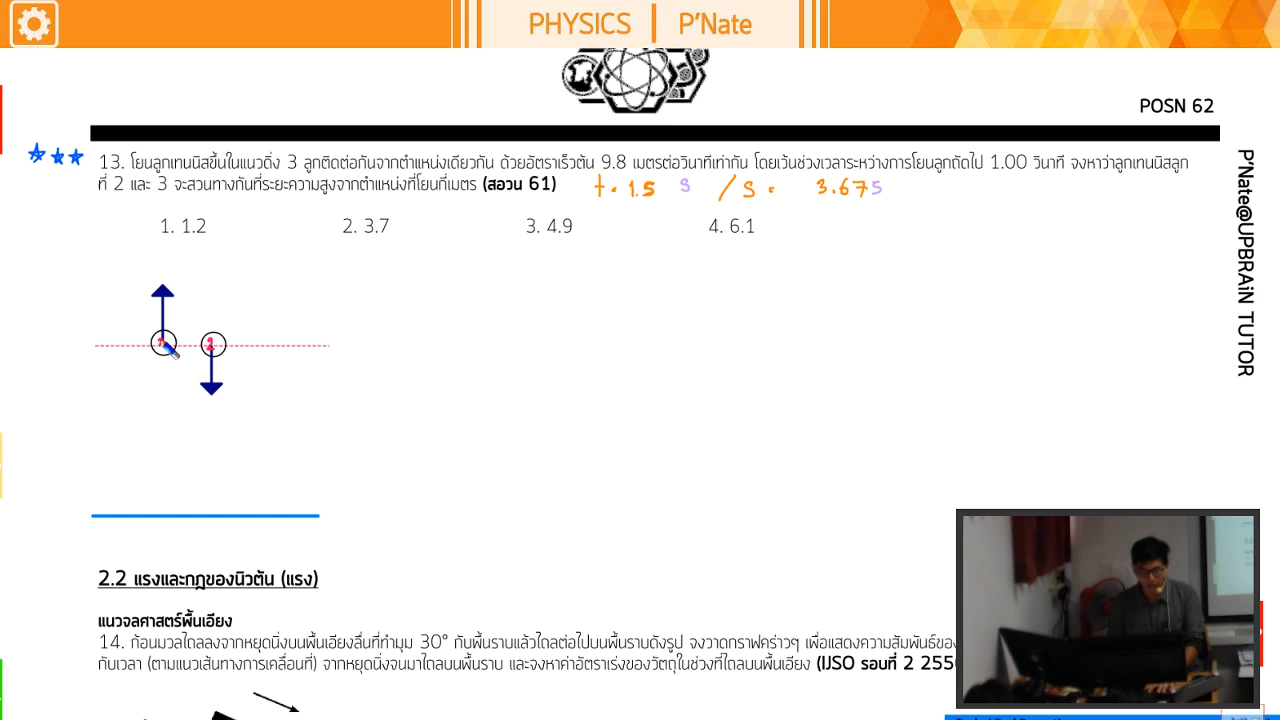 PHYSICS | P'Nate
POSN 62
13. โยนลูกเทนนิสขึ้นในแนวดิ่ง 3 ลูกติดต่อกันจากตำแหน่งเดียวกัน ด้วยอัตราเร็วต้น 9.8 เมตรต่อวินาทีเท่ากัน โดยเว้นช่วงเวลาระหว่างการโยนลูกถัดไป 1.00 วินาที จงหาว่าลูกเทนนิสลูก
ที่ 2 และ 3 จะสวนทางกันที่ระยะความสูงจากตำแหน่งที่โยนกี่เมตร (สอวน 61) t = 1.5 s / S = 3.675
1. 1.2 2. 3.7 3. 4.9 4. 6.1
2
P'Nate@UPBRAiN TUTOR
2.2 แรงและกฎของนิวตัน (แรง)
แนวจลศาสตร์พื้นเอียง
14. ก้อนมวลไถลลงจากหยุดนิ่งบนพื้นเอียงลื่นที่ทำมุม 30° กับพื้นราบแล้วไถลต่อไปบนพื้นราบดังรูป จงวาดกราฟคร่าวๆ เพื่อแสดงความสัมพันธ์ของ
กับเวลา (ตามแนวเส้นทางการเคลื่อนที่) จากหยุดนิ่งจนมาไถลบนพื้นราบ และจงหาค่าอัตราเร่งของวัตถุในช่วงที่ไถลบนพื้นเอียง (IJSO รอบที่ 2 255